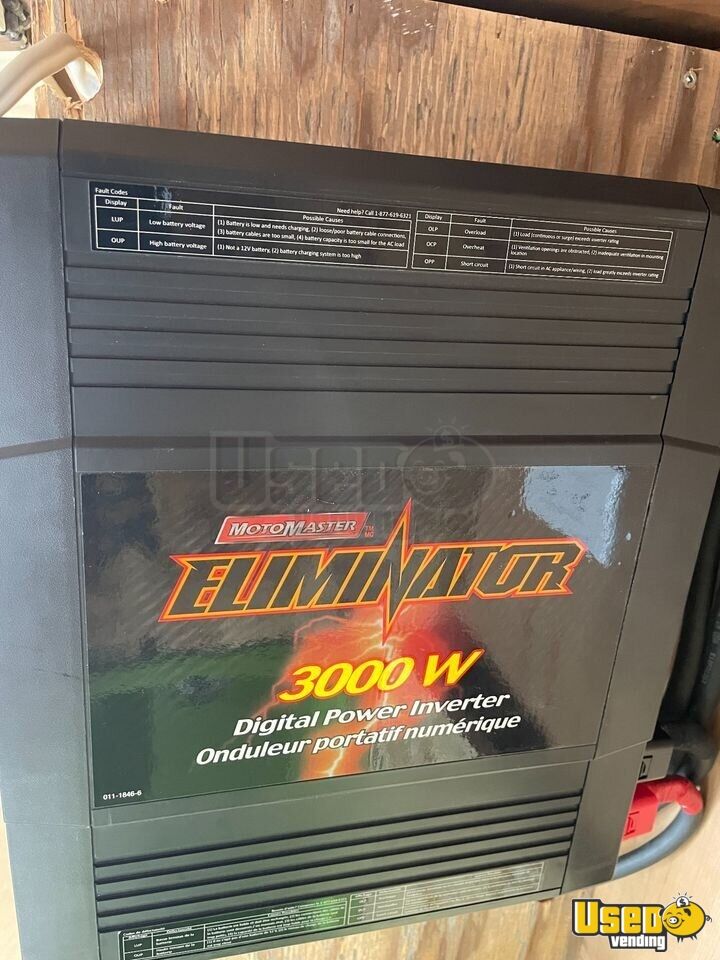 Fault Codes
Need help? Call 1-877-619-6321
Display Fault Possible Causes
LUP Low battery voltage (1) Battery is low and needs charging, (2) loose/poor battery cable connections,
(3) battery cables are too small, (4) battery capacity is too small for the AC load
OUP High battery voltage (1) Not a 12V battery, (2) battery charging system is too high
Display Fault Possible Causes
OLP Overload (1) Load (continuous or surge) exceeds inverter rating
OCP Overheat (1) Ventilation openings are obstructed, (2) inadequate ventilation in mounting
location
OPP Short circuit (1) Short circuit in AC appliance/wiring, (2) load greatly exceeds inverter rating
USED
MOTOMASTER TM MC
ELIMINATOR
3000 W
Digital Power Inverter
Onduleur portatif numérique
011-1846-6
LUP
OUP
USED
vending